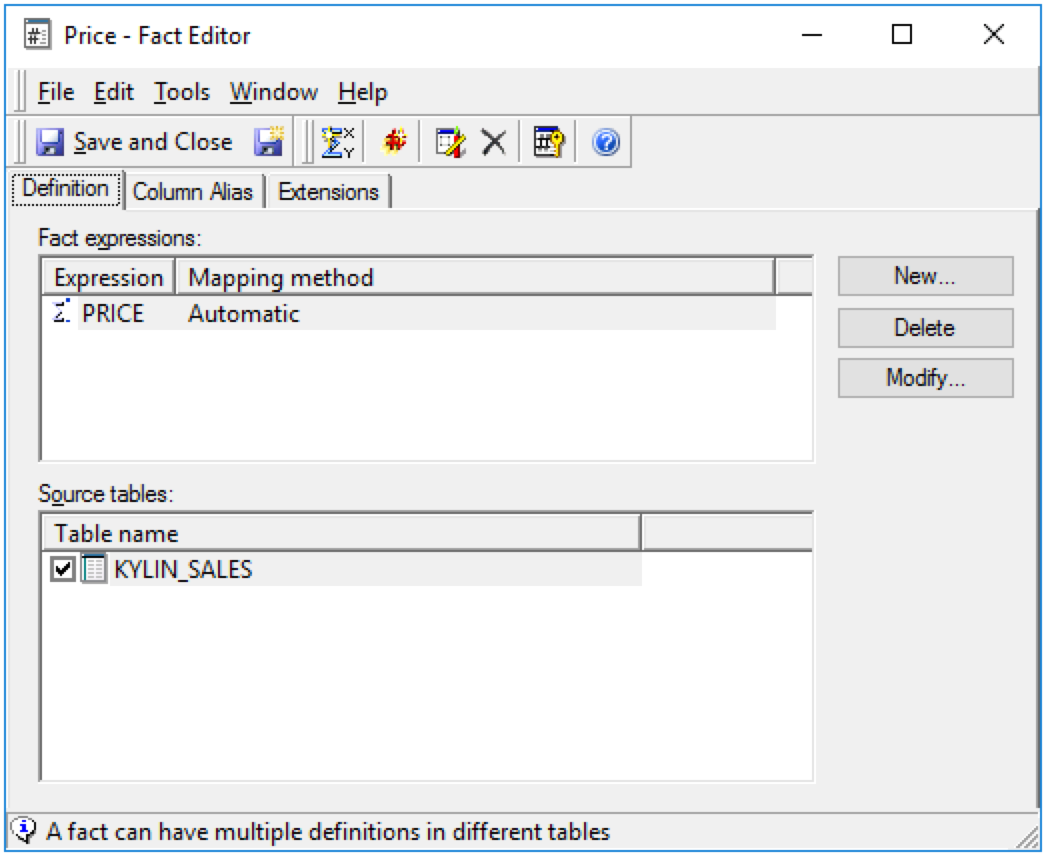 Price - Fact Editor
File Edit Tools Window Help
Save and Close
Definition Column Alias Extensions
Fact expressions:
Expression Mapping method
PRICE Automatic
New...
Delete
Modify...
Source tables:
Table name
KYLIN_SALES
A fact can have multiple definitions in different tables